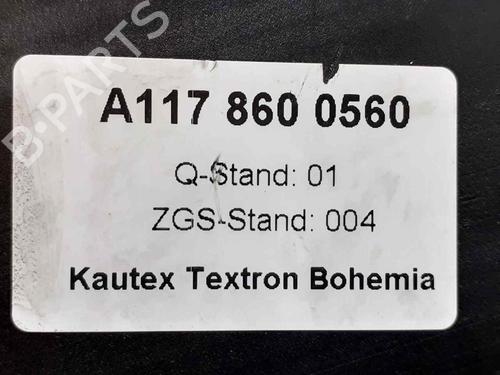 B-PARTS
A117 860 0560
Q-Stand: 01
ZGS-Stand: 004
Kautex Textron Bohemia